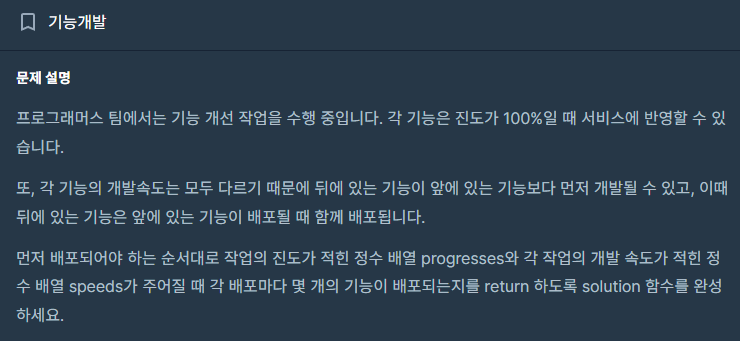 기능개발
문제 설명
프로그래머스 팀에서는 기능 개선 작업을 수행 중입니다. 각 기능은 진도가 100%일 때 서비스에 반영할 수 있
습니다.
또, 각 기능의 개발속도는 모두 다르기 때문에 뒤에 있는 기능이 앞에 있는 기능보다 먼저 개발될 수 있고, 이때
뒤에 있는 기능은 앞에 있는 기능이 배포될 때 함께 배포됩니다.
먼저 배포되어야 하는 순서대로 작업의 진도가 적힌 정수 배열 progresses와 각 작업의 개발 속도가 적힌 정
수 배열 speeds가 주어질 때 각 배포마다 몇 개의 기능이 배포되는지를 return 하도록 solution 함수를 완성
하세요.